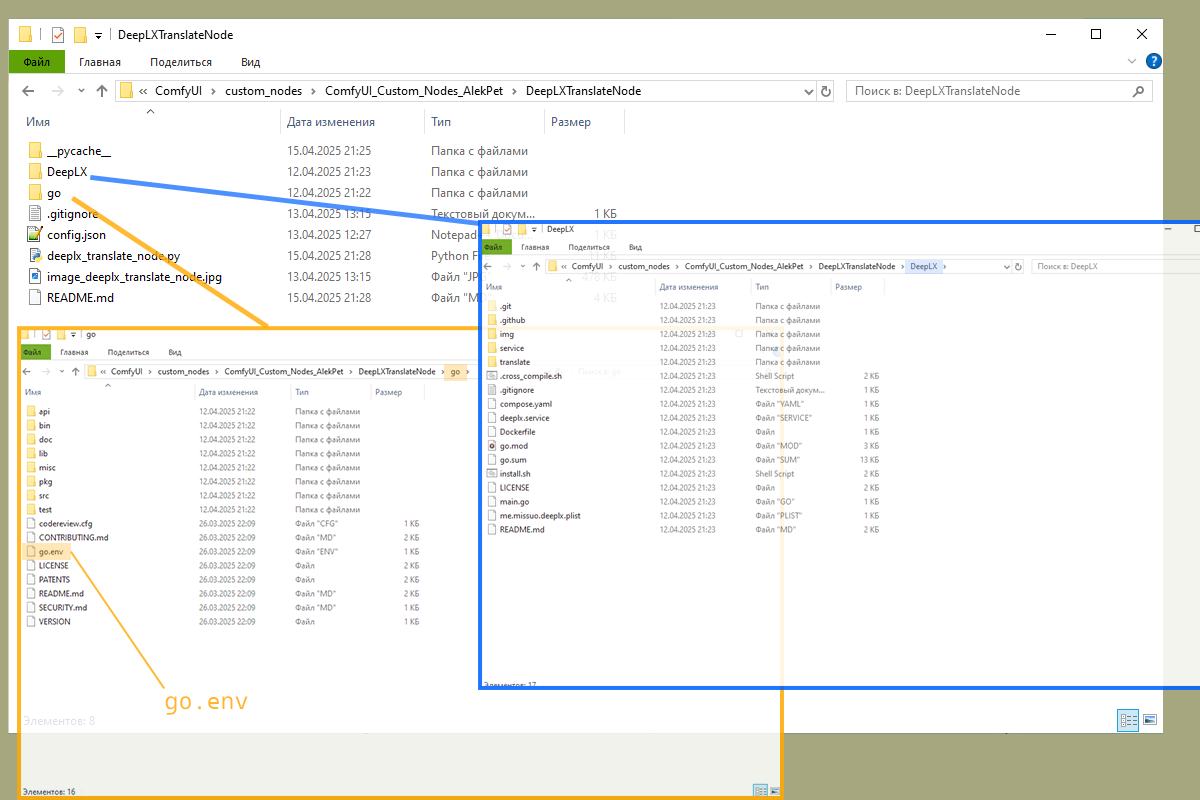 DeepLXTranslateNode
Файл Главная Поделиться Вид
« ComfyUI › custom_nodes › ComfyUI_Custom_Nodes_AlekPet › DeepLXTranslateNode
Поиск в: DeepLXTranslateNode
Имя Дата изменения Тип Размер
__pycache__ 15.04.2025 21:25 Папка с файлами
DeepLX 12.04.2025 21:23 Папка с файлами
go 12.04.2025 21:22 Папка с файлами
.gitignore 13.04.2025 13:15 Текстовый докум... 1 КБ
config.json 13.04.2025 12:27 Notepad 1 КБ
deeplx_translate_node.py 15.04.2025 21:28 Python F
image_deeplx_translate_node.jpg 13.04.2025 13:15 Файл "JP 478 КБ
README.md 15.04.2025 21:28 Файл "M 4 КБ
Элементов: 8
go
Файл Главная Поделиться Вид
« ComfyUI › custom_nodes › ComfyUI_Custom_Nodes_AlekPet › DeepLXTranslateNode › go ›
Поиск в: go
Имя Дата изменения Тип Размер
api 12.04.2025 21:22 Папка с файлами
bin 12.04.2025 21:22 Папка с файлами
doc 12.04.2025 21:22 Папка с файлами
lib 12.04.2025 21:22 Папка с файлами
misc 12.04.2025 21:22 Папка с файлами
pkg 12.04.2025 21:22 Папка с файлами
src 12.04.2025 21:22 Папка с файлами
test 12.04.2025 21:22 Папка с файлами
codereview.cfg 26.03.2025 22:09 Файл "CFG" 1 КБ
CONTRIBUTING.md 26.03.2025 22:09 Файл "MD" 2 КБ
go.env 26.03.2025 22:09 Файл "ENV" 1 КБ
LICENSE 26.03.2025 22:09 Файл 2 КБ
PATENTS 26.03.2025 22:09 Файл 2 КБ
README.md 26.03.2025 22:09 Файл "MD" 2 КБ
SECURITY.md 26.03.2025 22:09 Файл "MD" 1 КБ
VERSION 26.03.2025 22:09 Файл 1 КБ
go.env
Элементов: 16
DeepLX
Файл Главная Поделиться Вид
« ComfyUI › custom_nodes › ComfyUI_Custom_Nodes_AlekPet › DeepLXTranslateNode › DeepLX ›
Поиск в: DeepLX
Имя Дата изменения Тип Размер
.git 12.04.2025 21:23 Папка с файлами
.github 12.04.2025 21:23 Папка с файлами
img 12.04.2025 21:23 Папка с файлами
service 12.04.2025 21:23 Папка с файлами
translate 12.04.2025 21:23 Папка с файлами
.cross_compile.sh 12.04.2025 21:23 Shell Script 2 КБ
.gitignore 12.04.2025 21:23 Текстовый докум... 1 КБ
compose.yaml 12.04.2025 21:23 Файл "YAML" 1 КБ
deeplx.service 12.04.2025 21:23 Файл "SERVICE" 1 КБ
Dockerfile 12.04.2025 21:23 Файл 1 КБ
go.mod 12.04.2025 21:23 Файл "MOD" 3 КБ
go.sum 12.04.2025 21:23 Файл "SUM" 13 КБ
install.sh 12.04.2025 21:23 Shell Script 2 КБ
LICENSE 12.04.2025 21:23 Файл 2 КБ
main.go 12.04.2025 21:23 Файл "GO" 1 КБ
me.missuo.deeplx.plist 12.04.2025 21:23 Файл "PLIST" 1 КБ
README.md 12.04.2025 21:23 Файл "MD" 2 КБ
Элементов: 17